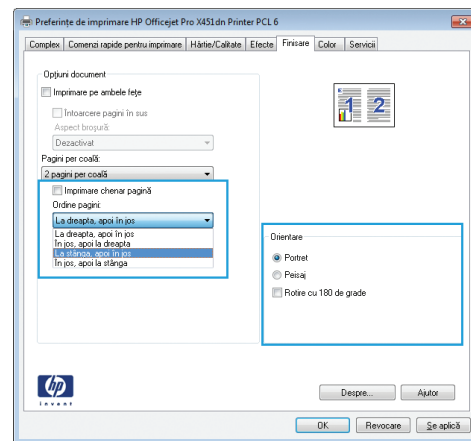 Preferințe de imprimare HP Officejet Pro X451dn Printer PCL 6
Complex Comenzi rapide pentru imprimare Hârtie/Calitate Efecte Finisare Color Servicii
Opțiuni document
Imprimare pe ambele fețe
Întoarcere pagini în sus
Aspect broșură:
Dezactivat
Pagini per coală:
2 pagini per coală
Imprimare chenar pagină
Ordine pagini:
La dreapta, apoi în jos
La dreapta, apoi în jos
În jos, apoi la dreapta
La stânga, apoi în jos
În jos, apoi la stânga
1 2
Orientare
Portret
Peisaj
Rotire cu 180 de grade
hp
invent
Despre... Ajutor
OK Revocare Se aplică